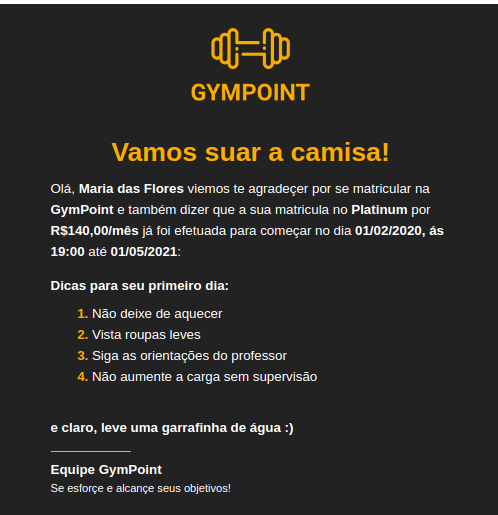 GYMPOINT
Vamos suar a camisa!
Olá, Maria das Flores viemos te agradeçer por se matricular na
GymPoint e também dizer que a sua matricula no Platinum por
R$140,00/mês já foi efetuada para começar no dia 01/02/2020, ás
19:00 até 01/05/2021:
Dicas para seu primeiro dia:
1. Não deixe de aquecer
2. Vista roupas leves
3. Siga as orientações do professor
4. Não aumente a carga sem supervisão
e claro, leve uma garrafinha de água :)
Equipe GymPoint
Se esforçe e alcançe seus objetivos!